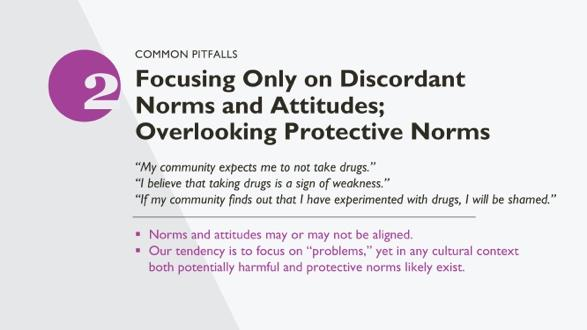 COMMON PITFALLS
2
Focusing Only on Discordant
Norms and Attitudes;
Overlooking Protective Norms
“My community expects me to not take drugs.”
“I believe that taking drugs is a sign of weakness.”
“If my community finds out that I have experimented with drugs, I will be shamed.”
▪ Norms and attitudes may or may not be aligned.
▪ Our tendency is to focus on “problems,” yet in any cultural context
both potentially harmful and protective norms likely exist.